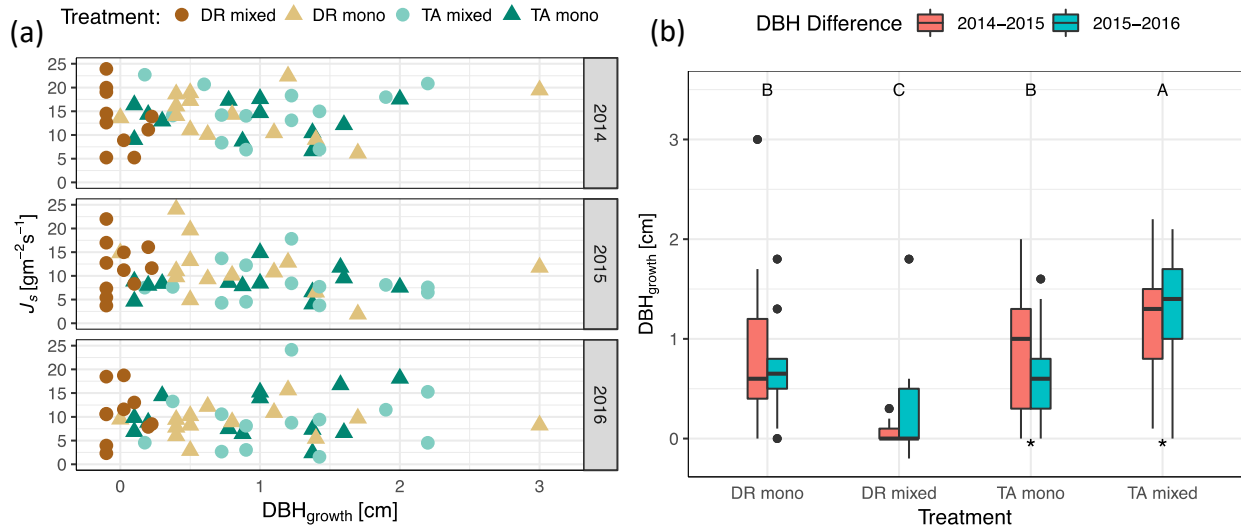 (a)
Treatment: DR mixed DR mono TA mixed TA mono
25
20
15
10
5
0
2014
25
20
15
10
5
0
2015
25
20
15
10
5
0
2016
Js [gm−2s−1]
0 1 2 3
DBHgrowth [cm]
(b)
DBH Difference 2014−2015 2015−2016
B C B A
3
2
1
0
DBHgrowth [cm]
* *
DR mono DR mixed TA mono TA mixed
Treatment